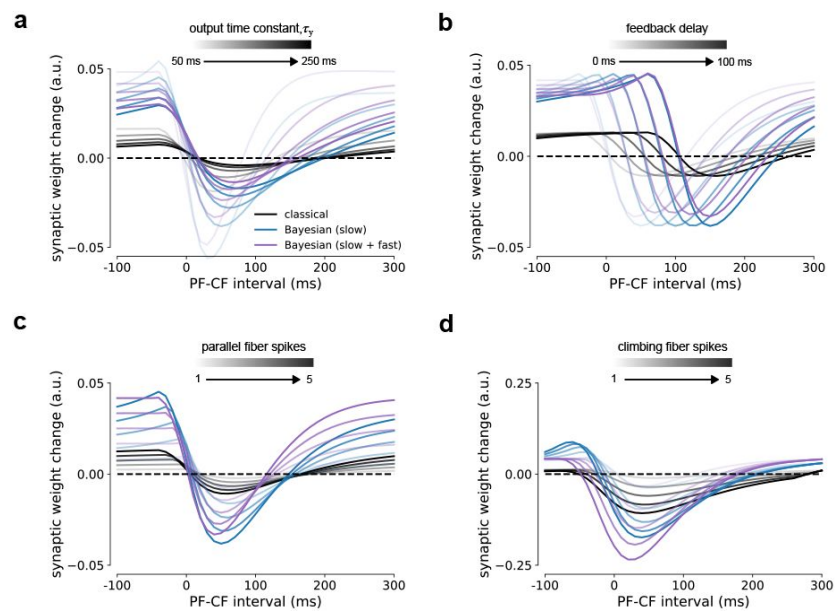 a
output time constant,τy
50 ms
250 ms
synaptic weight change (a.u.)
0.05
0.00
−0.05
classical
Bayesian (slow)
Bayesian (slow + fast)
-100
0
100
200
300
PF-CF interval (ms)
b
feedback delay
0 ms
100 ms
synaptic weight change (a.u.)
0.05
0.00
−0.05
-100
0
100
200
300
PF-CF interval (ms)
c
parallel fiber spikes
1
5
synaptic weight change (a.u.)
0.05
0.00
−0.05
-100
0
100
200
300
PF-CF interval (ms)
d
climbing fiber spikes
1
5
synaptic weight change (a.u.)
0.25
0.00
−0.25
-100
0
100
200
300
PF-CF interval (ms)